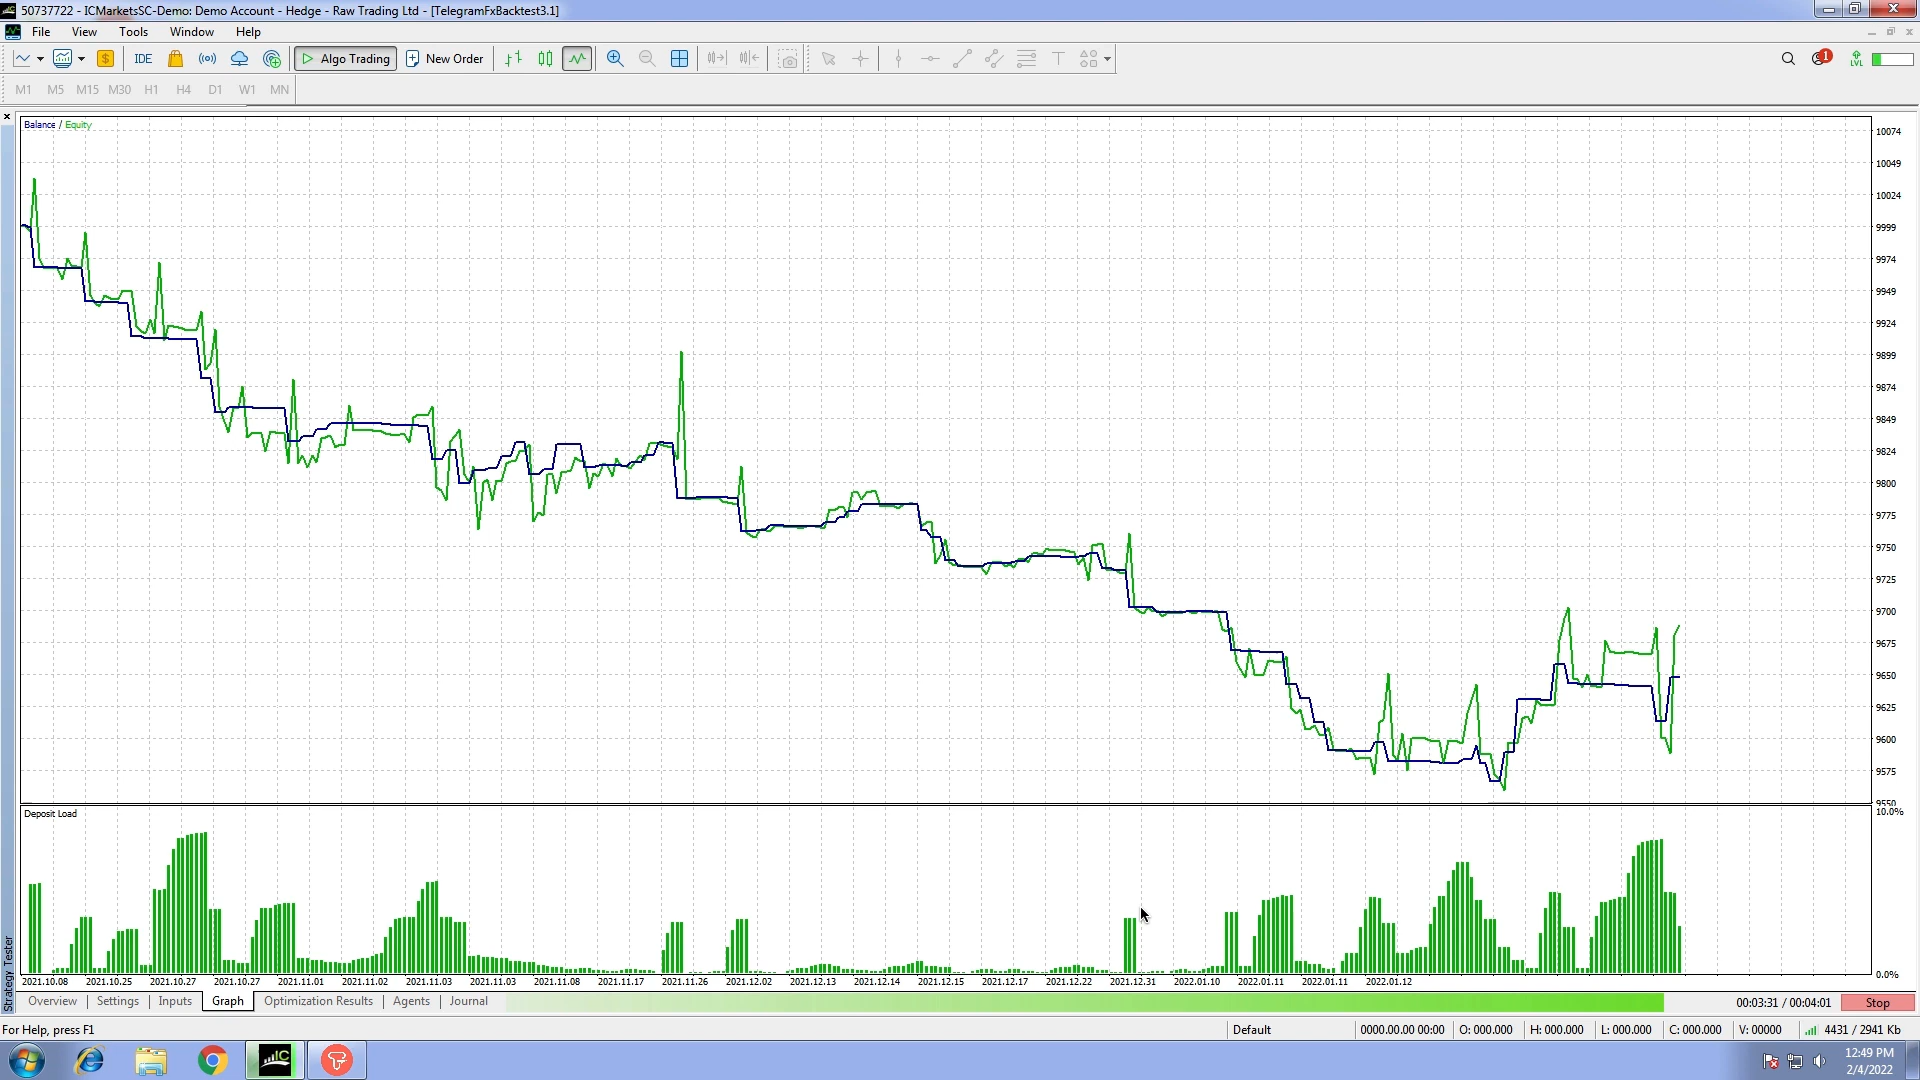 50737722 - ICMarketsSC-Demo: Demo Account - Hedge - Raw Trading Ltd - [TelegramFxBacktest3.1]
File View Tools Window Help
IDE Algo Trading New Order 1 LVL
M1 M5 M15 M30 H1 H4 D1 W1 MN
Balance / Equity
10074
10049
10024
9999
9974
9949
9924
9899
9874
9849
9824
9800
9775
9750
9725
9700
9675
9650
9625
9600
9575
9550
Deposit Load
10.0%
0.0%
2021.10.08 2021.10.25 2021.10.27 2021.10.27 2021.11.01 2021.11.02 2021.11.03 2021.11.03 2021.11.08 2021.11.17 2021.11.26 2021.12.02 2021.12.13 2021.12.14 2021.12.15 2021.12.17 2021.12.22 2021.12.31 2022.01.10 2022.01.11 2022.01.11 2022.01.12
Strategy Tester
Overview Settings Inputs Graph Optimization Results Agents Journal 00:03:31 / 00:04:01 Stop
For Help, press F1 Default 0000.00.00 00:00 O: 000.000 H: 000.000 L: 000.000 C: 000.000 V: 00000 4431 / 2941 Kb
IC
12:49 PM
2/4/2022